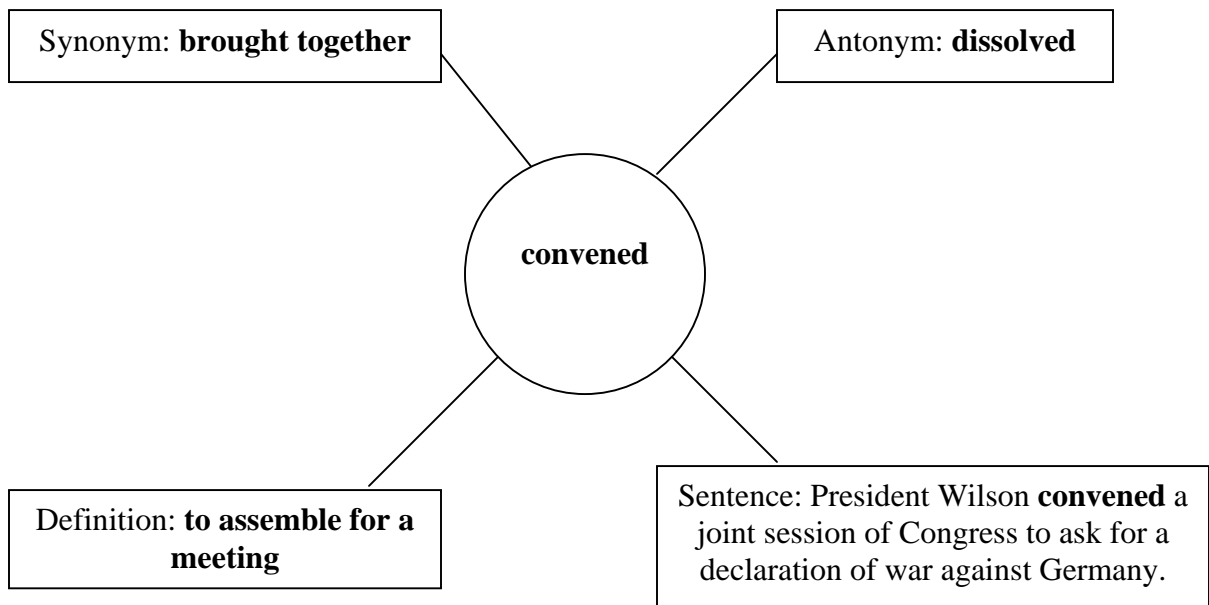 Synonym: brought together
Antonym: dissolved
convened
Definition: to assemble for a
meeting
Sentence: President Wilson convened a
joint session of Congress to ask for a
declaration of war against Germany.